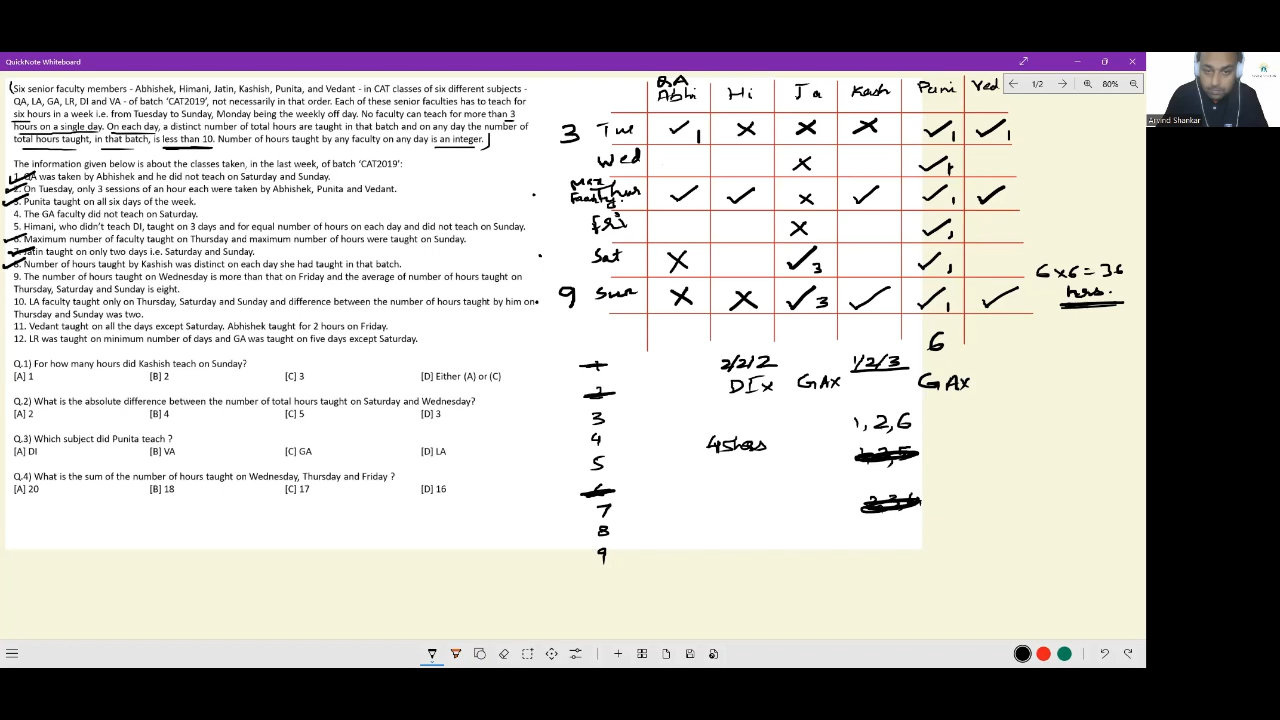 QuickNote Whiteboard
(Six senior faculty members - Abhishek, Himani, Jatin, Kashish, Punita, and Vedant - in CAT classes of six different subjects -
QA, LA, GA, LR, DI and VA - of batch 'CAT2019', not necessarily in that order. Each of these senior faculties has to teach for
six hours in a week i.e. from Tuesday to Sunday, Monday being the weekly off day. No faculty can teach for more than 3
hours on a single day. On each day, a distinct number of total hours are taught in that batch and on any day the number of
total hours taught, in that batch, is less than 10. Number of hours taught by any faculty on any day is an integer.
The information given below is about the classes taken, in the last week, of batch 'CAT2019':
1. QA was taken by Abhishek and he did not teach on Saturday and Sunday.
2. On Tuesday, only 3 sessions of an hour each were taken by Abhishek, Punita and Vedant.
3. Punita taught on all six days of the week.
4. The GA faculty did not teach on Saturday.
5. Himani, who didn't teach DI, taught on 3 days and for equal number of hours on each day and did not teach on Sunday.
6. Maximum number of faculty taught on Thursday and maximum number of hours were taught on Sunday.
7. Jatin taught on only two days i.e. Saturday and Sunday.
8. Number of hours taught by Kashish was distinct on each day she had taught in that batch.
9. The number of hours taught on Wednesday is more than that on Friday and the average of number of hours taught on
Thursday, Saturday and Sunday is eight.
10. LA faculty taught only on Thursday, Saturday and Sunday and difference between the number of hours taught by him on
Thursday and Sunday was two.
11. Vedant taught on all the days except Saturday. Abhishek taught for 2 hours on Friday.
12. LR was taught on minimum number of days and GA was taught on five days except Saturday.
Q.1) For how many hours did Kashish teach on Sunday?
[A] 1 [B] 2 [C] 3 [D] Either (A) or (C)
Q.2) What is the absolute difference between the number of total hours taught on Saturday and Wednesday?
[A] 2 [B] 4 [C] 5 [D] 3
Q.3) Which subject did Punita teach ?
[A] DI [B] VA [C] GA [D] LA
Q.4) What is the sum of the number of hours taught on Wednesday, Thursday and Friday ?
[A] 20 [B] 18 [C] 17 [D] 16
QA
Abhi Hi Ja Kash Puni Ved
3 Tue ✓1 × × × ✓1 ✓1
Wed × ✓1
Max
Faculty Thur ✓ ✓ × ✓ ✓1 ✓
Fri × ✓1
Sat × ✓3 ✓1
9 Sun × × ✓3 ✓ ✓1 ✓
6
6×6=36
hrs.
2/2/2 1/2/3
DI× GA× GA×
1
2
3
4
5
6
7
8
9
1, 2, 6
1/2
80%
Arvind Shankar